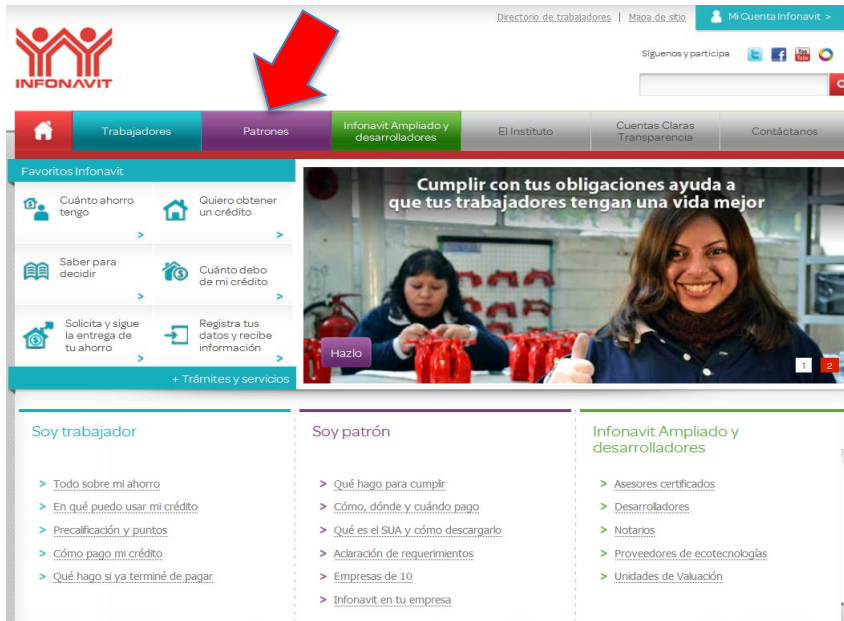 Directorio de trabajadores | Mapa de sitio
Mi Cuenta Infonavit >
INFONAVIT
Síguenos y participa
You
Tube
Trabajadores
Patrones
Infonavit Ampliado y
desarrolladores
El Instituto
Cuentas Claras
Transparencia
Contáctanos
Favoritos Infonavit
Cuánto ahorro
tengo
>
Quiero obtener
un crédito
>
Saber para
decidir
>
Cuánto debo
de mi crédito
>
Solicita y sigue
la entrega de
tu ahorro
>
Registra tus
datos y recibe
información
>
+ Trámites y servicios
Cumplir con tus obligaciones ayuda a
que tus trabajadores tengan una vida mejor
Hazlo
1 2
Soy trabajador
> Todo sobre mi ahorro
> En qué puedo usar mi crédito
> Precalificación y puntos
> Cómo pago mi crédito
> Qué hago si ya terminé de pagar
Soy patrón
> Qué hago para cumplir
> Cómo, dónde y cuándo pago
> Qué es el SUA y cómo descargarlo
> Aclaración de requerimientos
> Empresas de 10
> Infonavit en tu empresa
Infonavit Ampliado y
desarrolladores
> Asesores certificados
> Desarrolladores
> Notarios
> Proveedores de ecotecnologías
> Unidades de Valuación